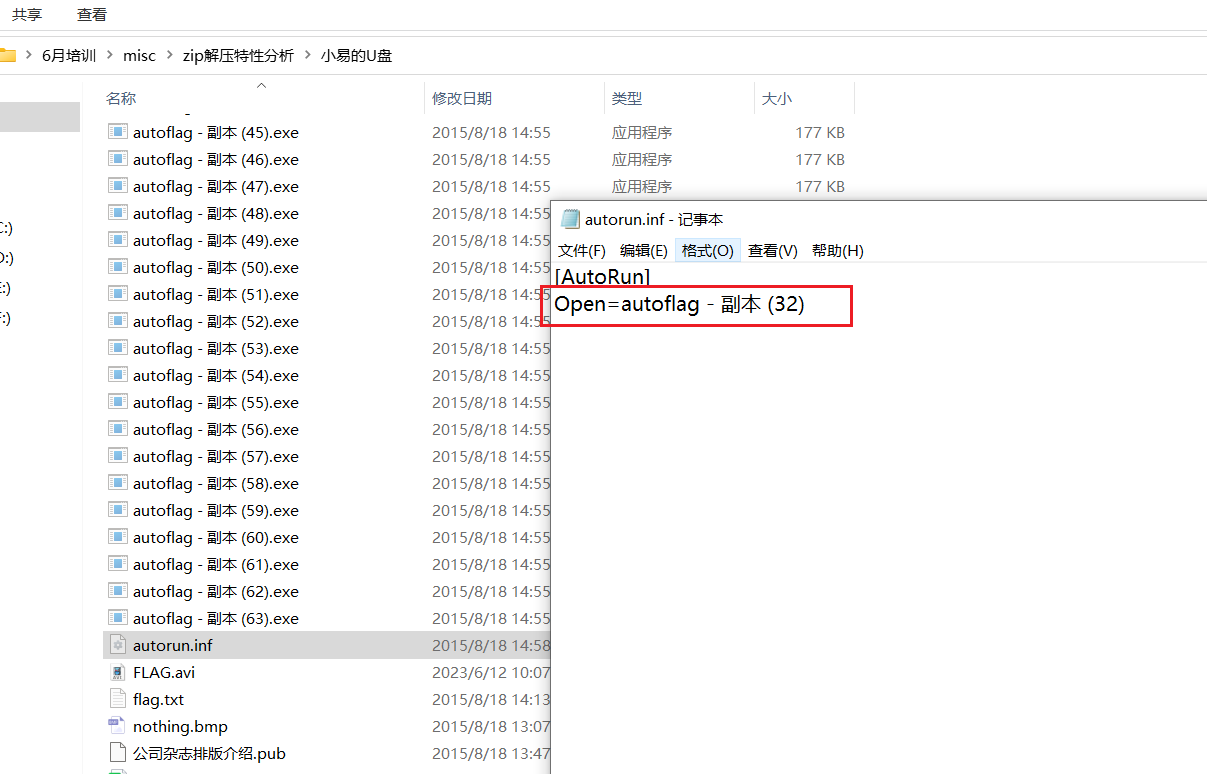 共享 查看
6月培训 > misc > zip解压特性分析 > 小易的U盘
名称 修改日期 类型 大小
autoflag - 副本 (45).exe 2015/8/18 14:55 应用程序 177 KB
autoflag - 副本 (46).exe 2015/8/18 14:55 应用程序 177 KB
autoflag - 副本 (47).exe 2015/8/18 14:55 应用程序 177 KB
autoflag - 副本 (48).exe 2015/8/18 14:55
autoflag - 副本 (49).exe 2015/8/18 14:55
autoflag - 副本 (50).exe 2015/8/18 14:55
autoflag - 副本 (51).exe 2015/8/18 14:55
autoflag - 副本 (52).exe 2015/8/18 14:55
autoflag - 副本 (53).exe 2015/8/18 14:55
autoflag - 副本 (54).exe 2015/8/18 14:55
autoflag - 副本 (55).exe 2015/8/18 14:55
autoflag - 副本 (56).exe 2015/8/18 14:55
autoflag - 副本 (57).exe 2015/8/18 14:55
autoflag - 副本 (58).exe 2015/8/18 14:55
autoflag - 副本 (59).exe 2015/8/18 14:55
autoflag - 副本 (60).exe 2015/8/18 14:55
autoflag - 副本 (61).exe 2015/8/18 14:55
autoflag - 副本 (62).exe 2015/8/18 14:55
autoflag - 副本 (63).exe 2015/8/18 14:55
autorun.inf 2015/8/18 14:58
FLAG.avi 2023/6/12 10:07
flag.txt 2015/8/18 14:13
nothing.bmp 2015/8/18 13:07
公司杂志排版介绍.pub 2015/8/18 13:47
:)
:)
:)
:)
autorun.inf - 记事本
文件(F) 编辑(E) 格式(O) 查看(V) 帮助(H)
[AutoRun]
Open=autoflag - 副本 (32)